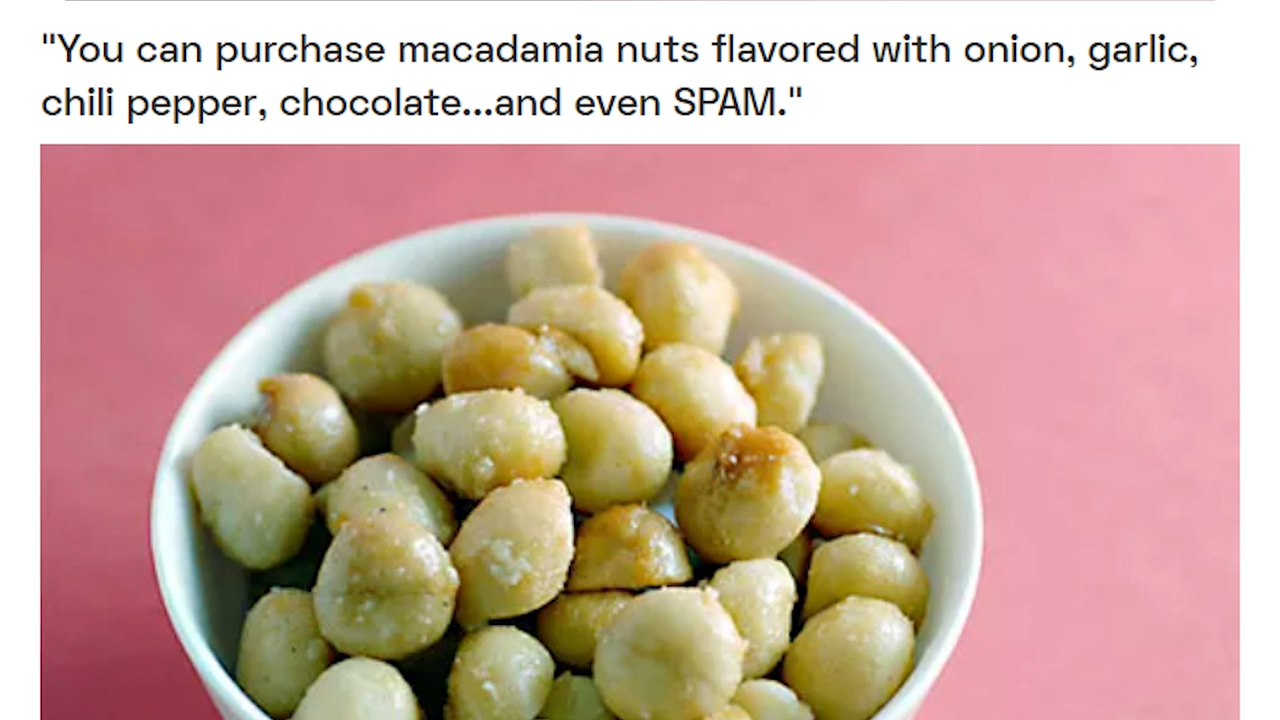 "You can purchase macadamia nuts flavored with onion, garlic,
chili pepper, chocolate...and even SPAM."